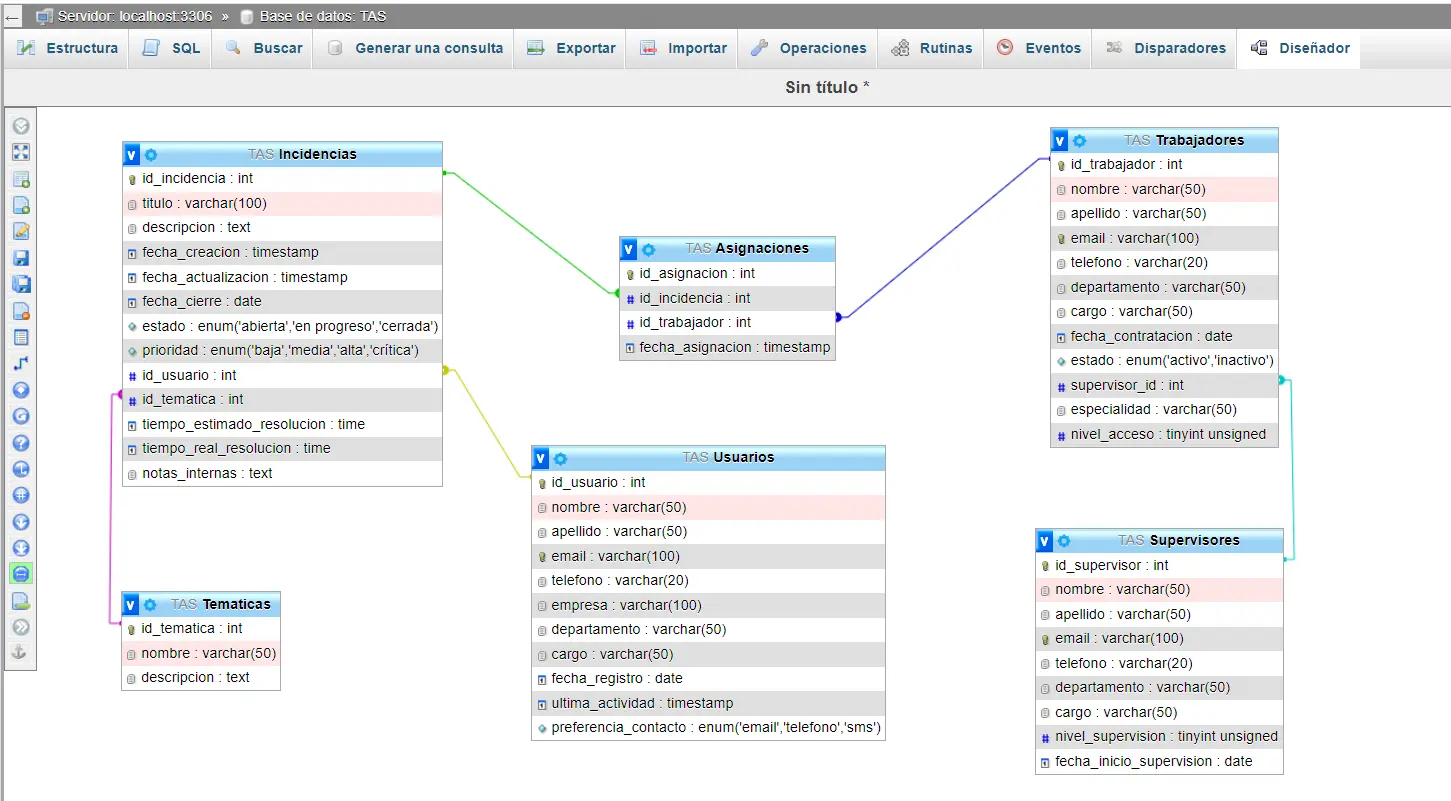 Servidor: localhost:3306 » Base de datos: TAS
Estructura SQL Buscar Generar una consulta Exportar Importar Operaciones Rutinas Eventos Disparadores Diseñador
Sin título *
TAS Incidencias
id_incidencia : int
titulo : varchar(100)
descripcion : text
fecha_creacion : timestamp
fecha_actualizacion : timestamp
fecha_cierre : date
estado : enum('abierta','en progreso','cerrada')
prioridad : enum('baja','media','alta','crítica')
id_usuario : int
id_tematica : int
tiempo_estimado_resolucion : time
tiempo_real_resolucion : time
notas_internas : text
TAS Asignaciones
id_asignacion : int
id_incidencia : int
id_trabajador : int
fecha_asignacion : timestamp
TAS Trabajadores
id_trabajador : int
nombre : varchar(50)
apellido : varchar(50)
email : varchar(100)
telefono : varchar(20)
departamento : varchar(50)
cargo : varchar(50)
fecha_contratacion : date
estado : enum('activo','inactivo')
supervisor_id : int
especialidad : varchar(50)
nivel_acceso : tinyint unsigned
TAS Tematicas
id_tematica : int
nombre : varchar(50)
descripcion : text
TAS Usuarios
id_usuario : int
nombre : varchar(50)
apellido : varchar(50)
email : varchar(100)
telefono : varchar(20)
empresa : varchar(100)
departamento : varchar(50)
cargo : varchar(50)
fecha_registro : date
ultima_actividad : timestamp
preferencia_contacto : enum('email','telefono','sms')
TAS Supervisores
id_supervisor : int
nombre : varchar(50)
apellido : varchar(50)
email : varchar(100)
telefono : varchar(20)
departamento : varchar(50)
cargo : varchar(50)
nivel_supervision : tinyint unsigned
fecha_inicio_supervision : date